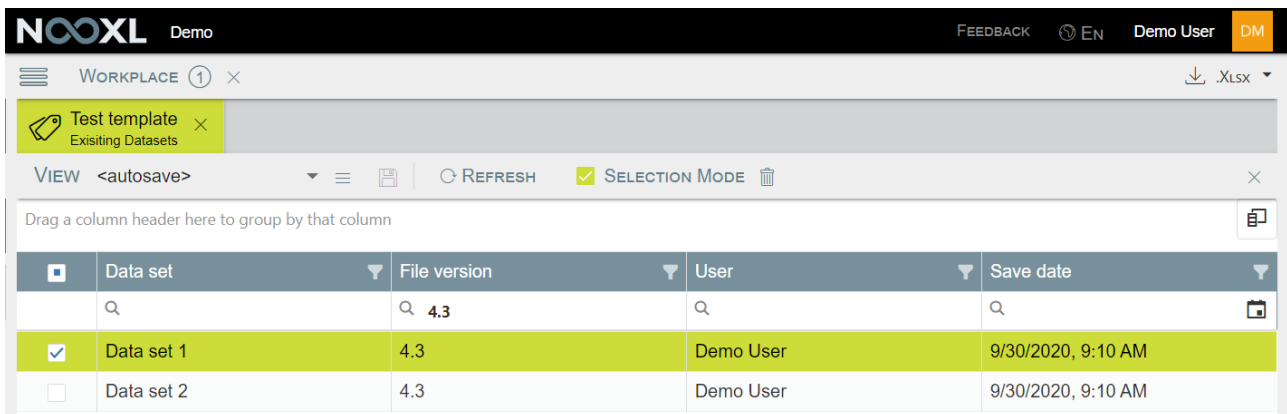 NOOXL Demo FEEDBACK EN Demo User DM
WORKPLACE 1 .XLSX
Test template
Exisiting Datasets
VIEW <autosave> REFRESH SELECTION MODE
Drag a column header here to group by that column
Data set File version User Save date
4.3
Data set 1 4.3 Demo User 9/30/2020, 9:10 AM
Data set 2 4.3 Demo User 9/30/2020, 9:10 AM